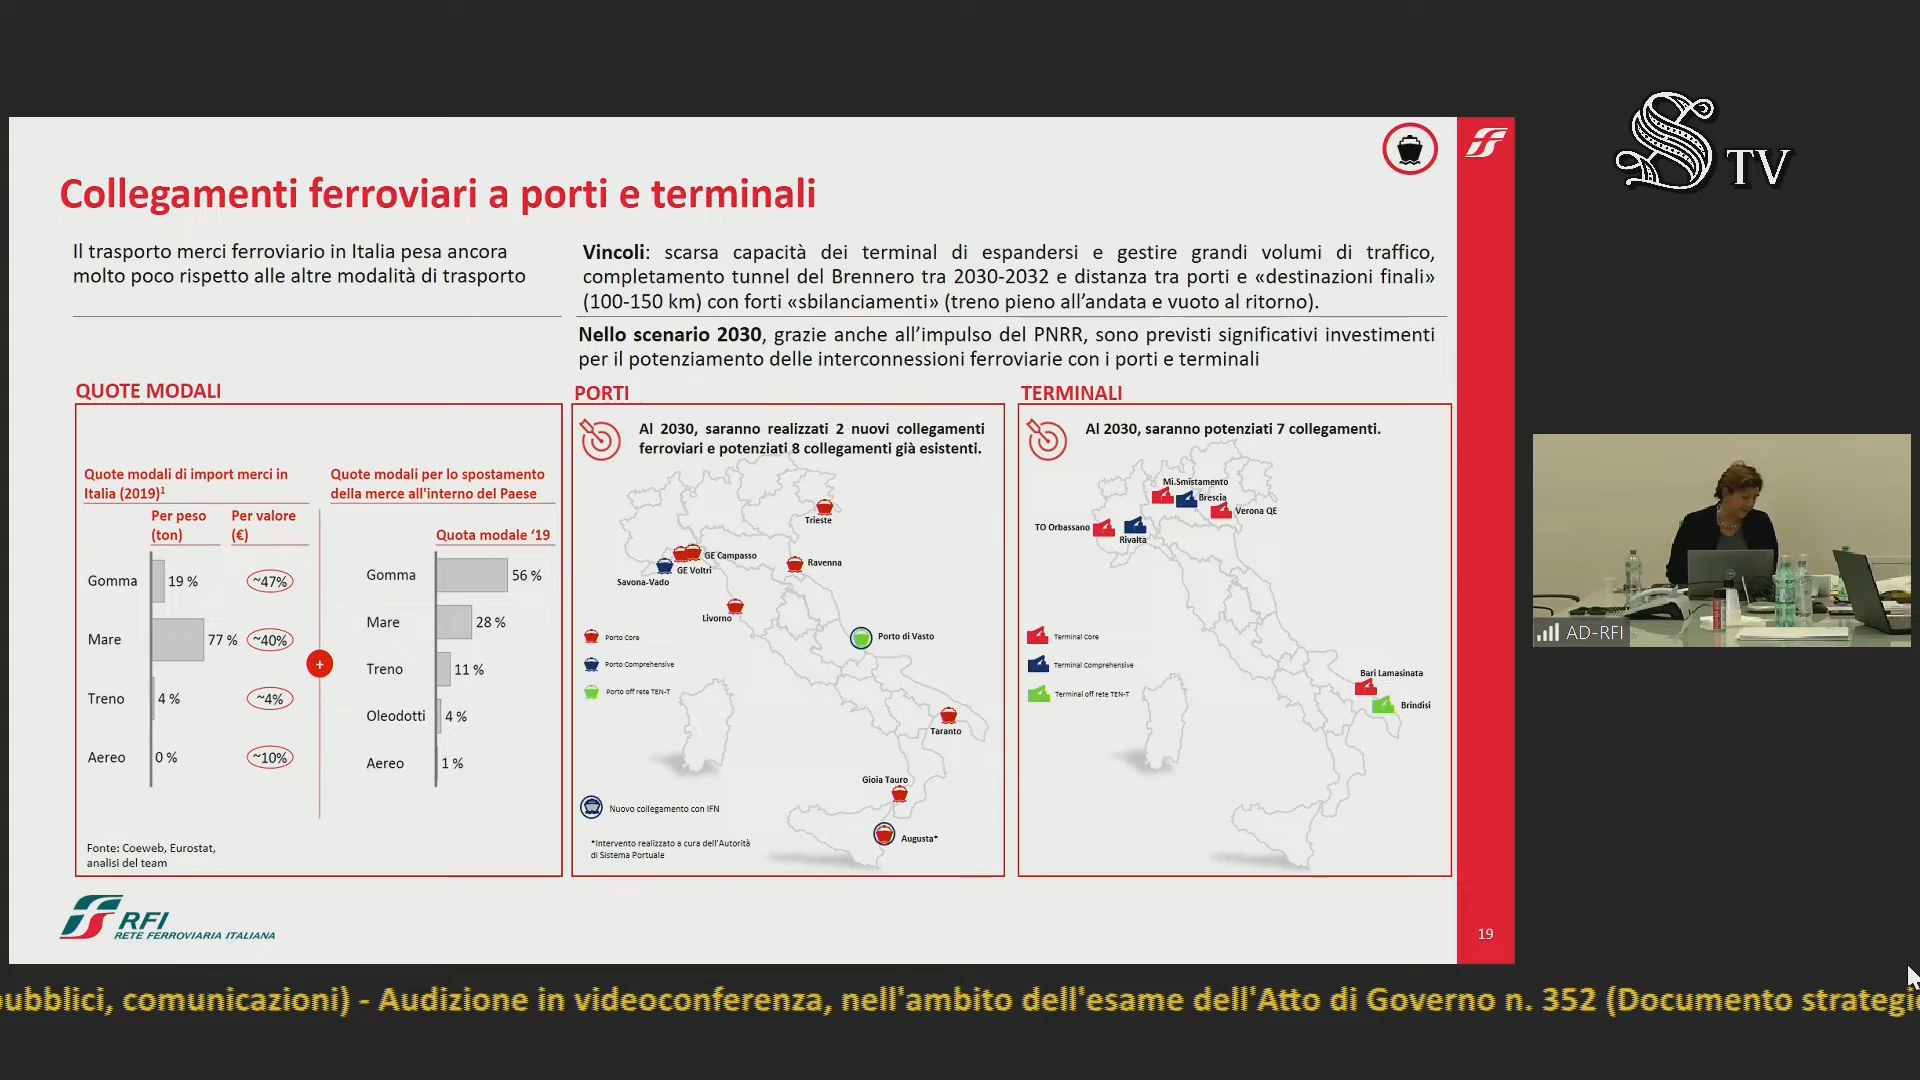 S TV
Collegamenti ferroviari a porti e terminali
Il trasporto merci ferroviario in Italia pesa ancora
molto poco rispetto alle altre modalità di trasporto
Vincoli: scarsa capacità dei terminal di espandersi e gestire grandi volumi di traffico,
completamento tunnel del Brennero tra 2030-2032 e distanza tra porti e «destinazioni finali»
(100-150 km) con forti «sbilanciamenti» (treno pieno all’andata e vuoto al ritorno).
Nello scenario 2030, grazie anche all’impulso del PNRR, sono previsti significativi investimenti
per il potenziamento delle interconnessioni ferroviarie con i porti e terminali
QUOTE MODALI
Quote modali di import merci in
Italia (2019)¹
Per peso
(ton)
Per valore
(€)
Gomma 19 % ~47%
Mare 77 % ~40%
Treno 4 % ~4%
Aereo 0 % ~10%
+
Quote modali per lo spostamento
della merce all'interno del Paese
Quota modale ‘19
Gomma 56 %
Mare 28 %
Treno 11 %
Oleodotti 4 %
Aereo 1 %
Fonte: Coeweb, Eurostat,
analisi del team
PORTI
Al 2030, saranno realizzati 2 nuovi collegamenti
ferroviari e potenziati 8 collegamenti già esistenti.
Trieste
GE Campasso
GE Voltri
Savona-Vado
Ravenna
Livorno
Porto di Vasto
Taranto
Gioia Tauro
Augusta*
Porto Core
Porto Comprehensive
Porto off rete TEN-T
Nuovo collegamento con IFN
*Intervento realizzato a cura dell’Autorità
di Sistema Portuale
TERMINALI
Al 2030, saranno potenziati 7 collegamenti.
Mi.Smistamento
Brescia
Verona QE
TO Orbassano
Rivalta
Bari Lamasinata
Brindisi
Terminal Core
Terminal Comprehensive
Terminal off rete TEN-T
RFI
RETE FERROVIARIA ITALIANA
19
AD-RFI
pubblici, comunicazioni) - Audizione in videoconferenza, nell'ambito dell'esame dell'Atto di Governo n. 352 (Documento strategic